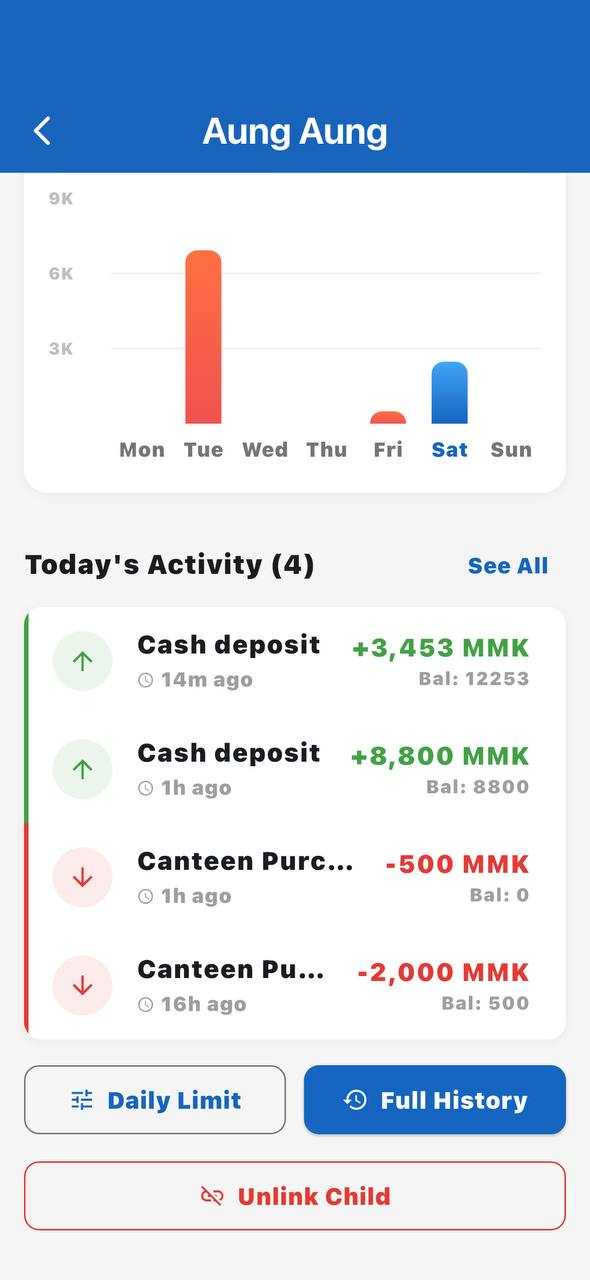 Aung Aung
9K
6K
3K
Mon Tue Wed Thu Fri Sat Sun
Today's Activity (4) See All
Cash deposit +3,453 MMK
14m ago Bal: 12253
Cash deposit +8,800 MMK
1h ago Bal: 8800
Canteen Purc... -500 MMK
1h ago Bal: 0
Canteen Pu... -2,000 MMK
16h ago Bal: 500
Daily Limit Full History
Unlink Child